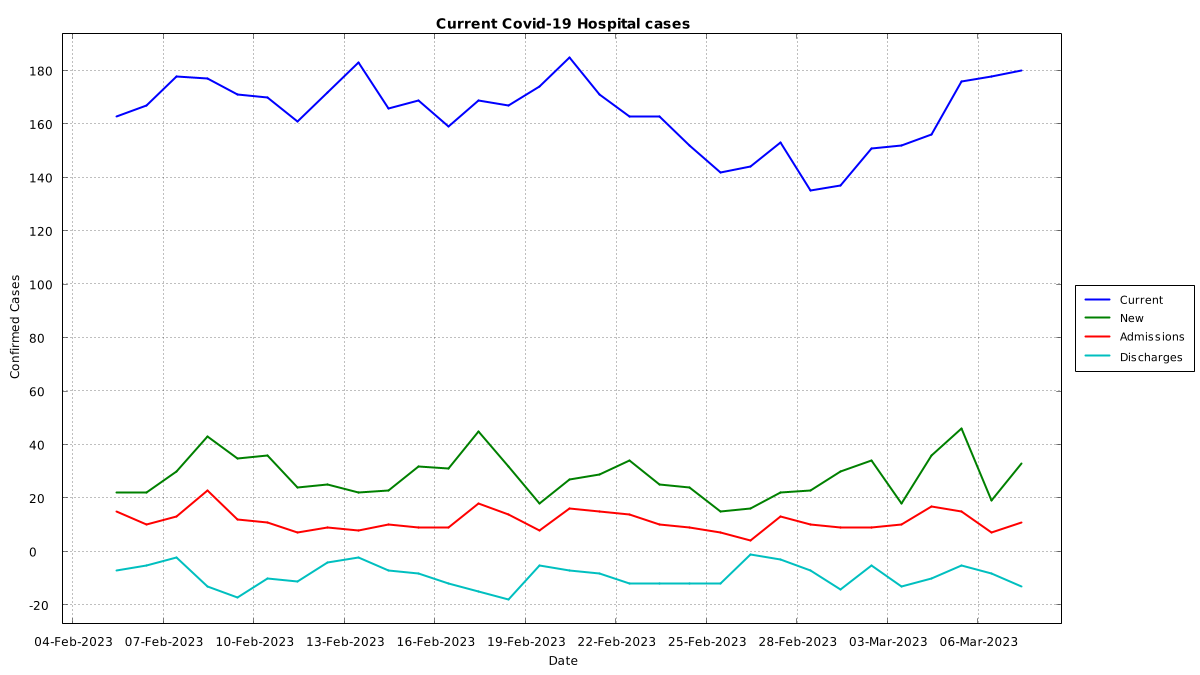 Current Covid-19 Hospital cases
180
160
140
120
100
80
60
40
20
0
-20
Confirmed Cases
04-Feb-2023 07-Feb-2023 10-Feb-2023 13-Feb-2023 16-Feb-2023 19-Feb-2023 22-Feb-2023 25-Feb-2023 28-Feb-2023 03-Mar-2023 06-Mar-2023
Date
Current
New
Admissions
Discharges